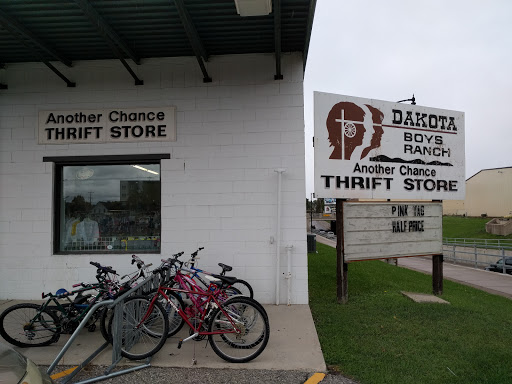 Another Chance
THRIFT STORE
DAKOTA
BOYS
RANCH
Another Chance
THRIFT STORE
PINK TAG
HALF PRICE